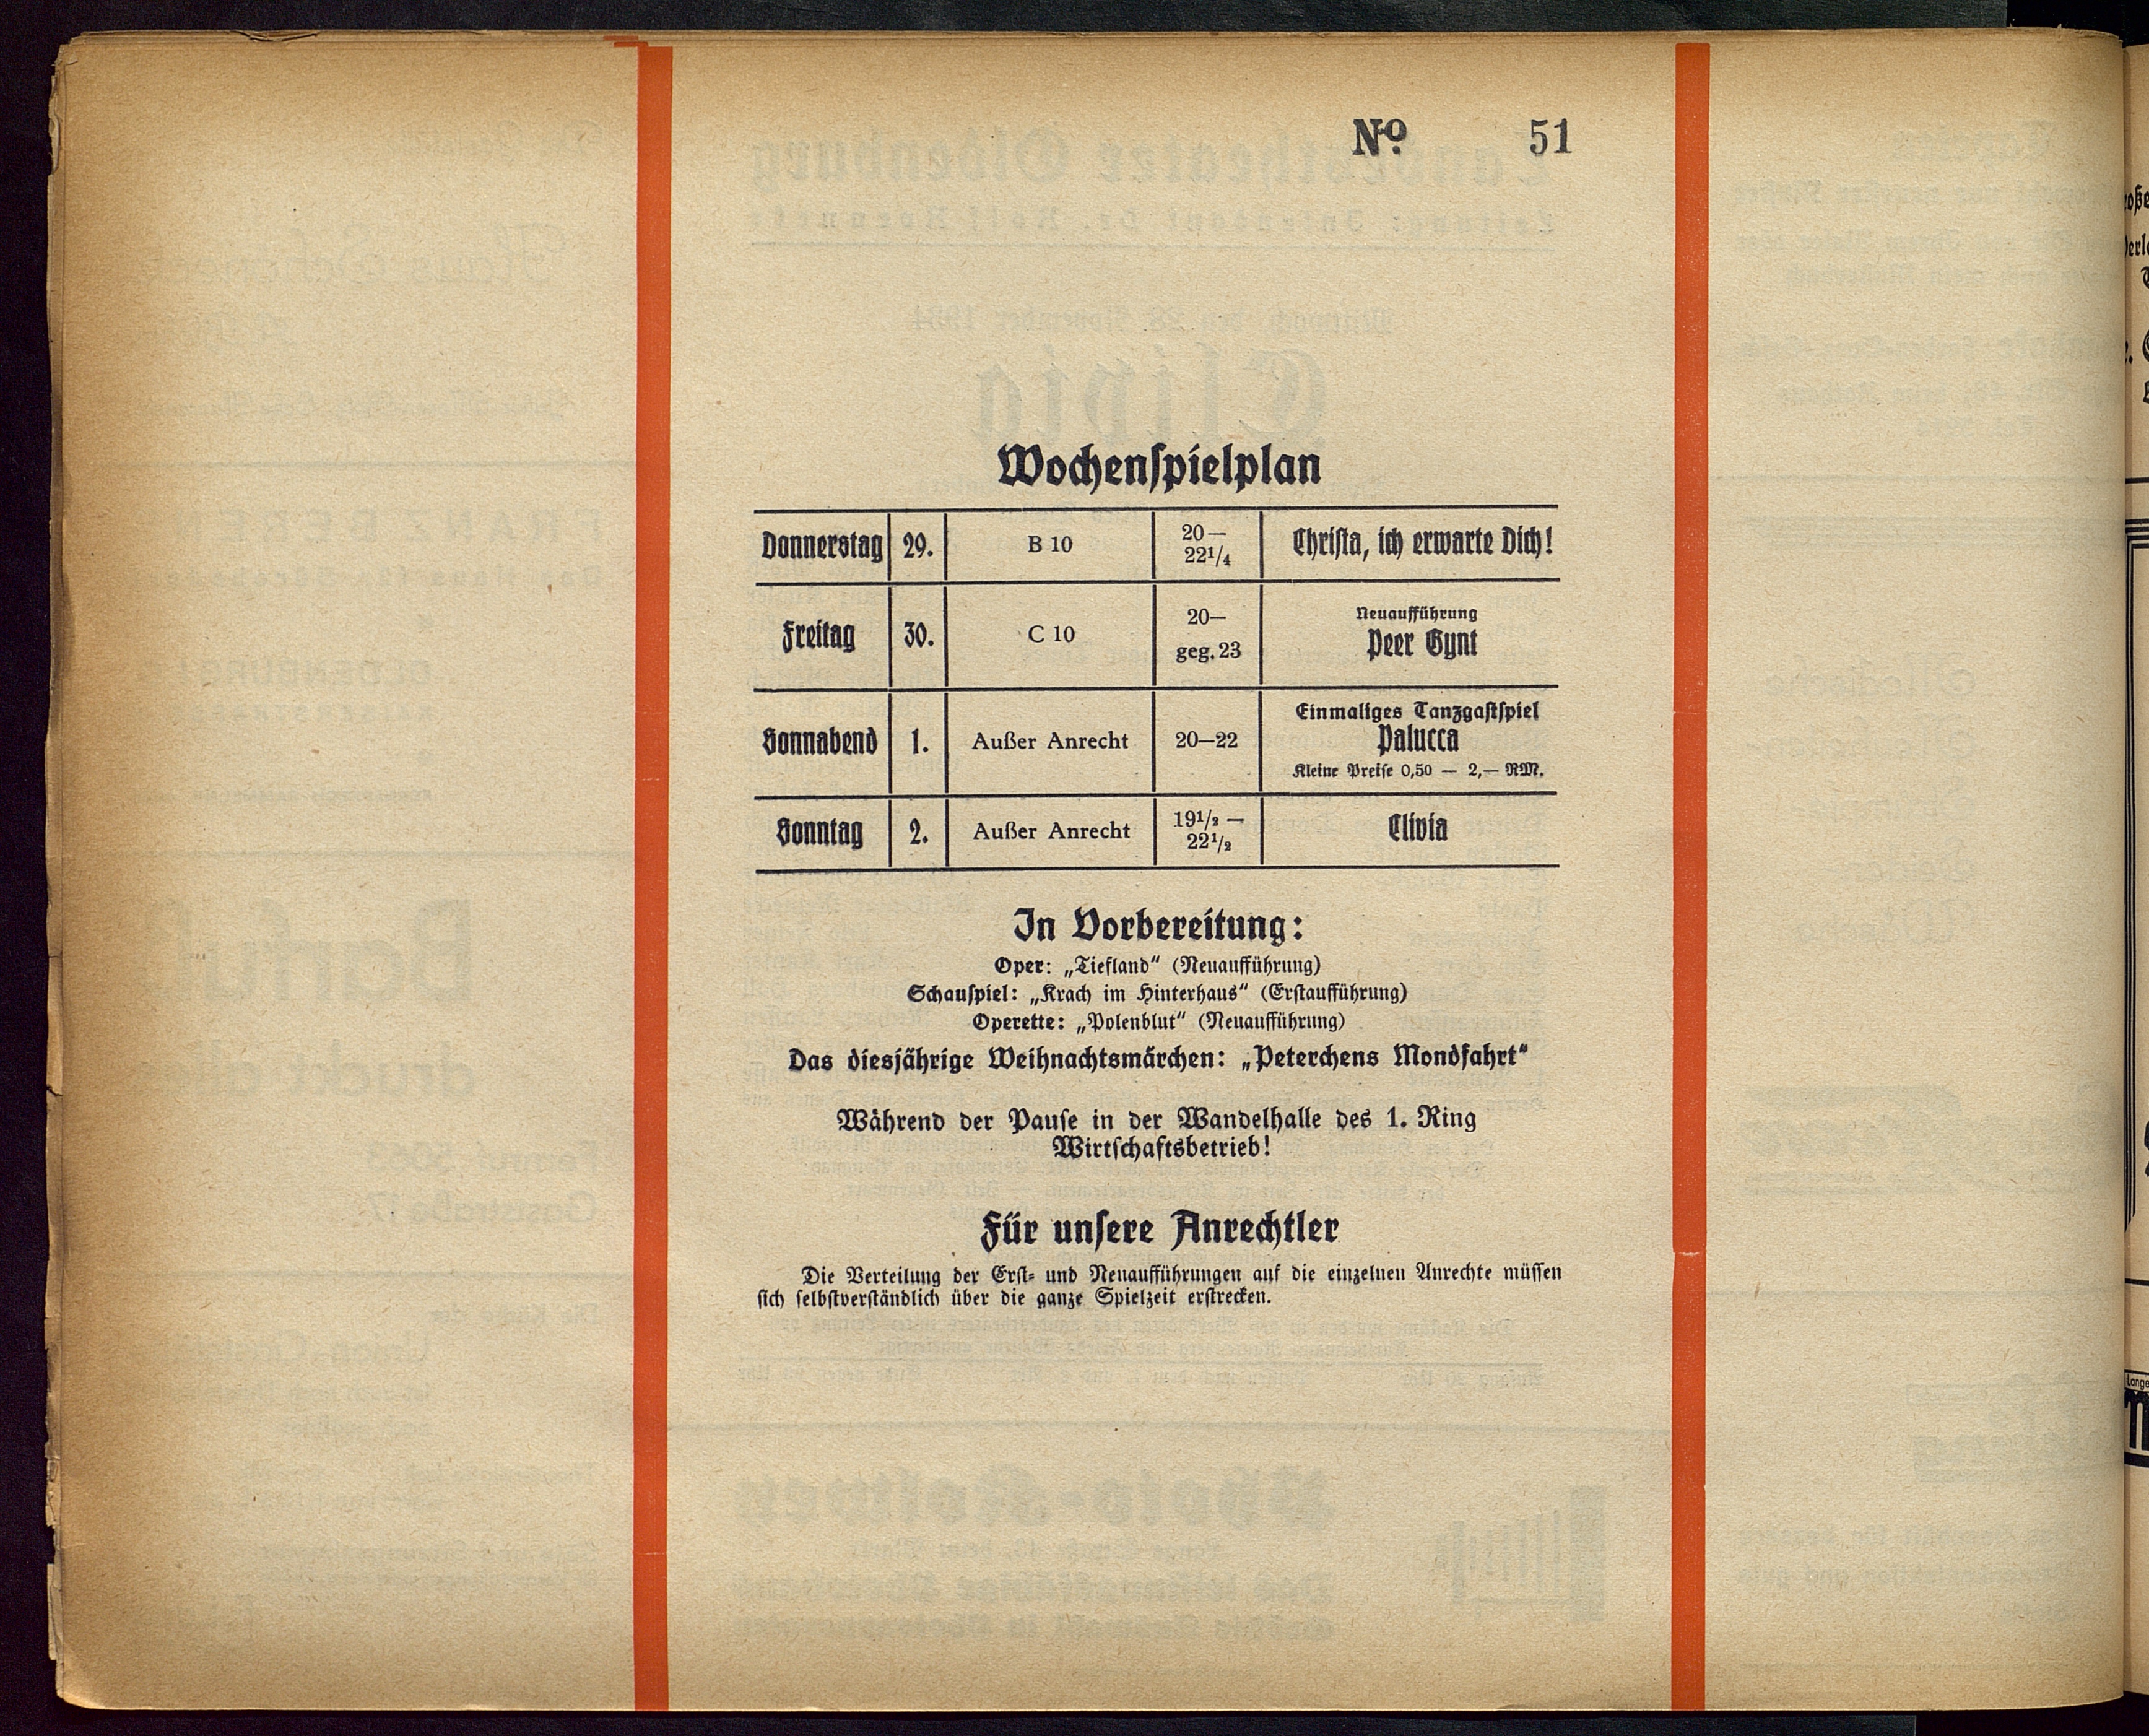 No. 51
Wochenspielplan
Donnerstag 29. B 10 20— 22¹/₄ Christa, ich erwarte Dich!
Freitag 30. C 10 20— geg. 23 Neuaufführung Peer Gynt
Sonnabend 1. Außer Anrecht 20—22 Einmaliges Tanzgastspiel Palucca Kleine Preise 0,50 — 2,— RM.
Sonntag 2. Außer Anrecht 19¹/₂ — 22¹/₂ Clivia
In Vorbereitung:
Oper: „Tiefland“ (Neuaufführung)
Schauspiel: „Krach im Hinterhaus“ (Erstaufführung)
Operette: „Polenblut“ (Neuaufführung)
Das diesjährige Weihnachtsmärchen: „Peterchens Mondfahrt“
Während der Pause in der Wandelhalle des 1. Ring
Wirtschaftsbetrieb!
Für unsere Anrechtler
Die Verteilung der Erst- und Neuaufführungen auf die einzelnen Anrechte müssen
sich selbstverständlich über die ganze Spielzeit erstrecken.